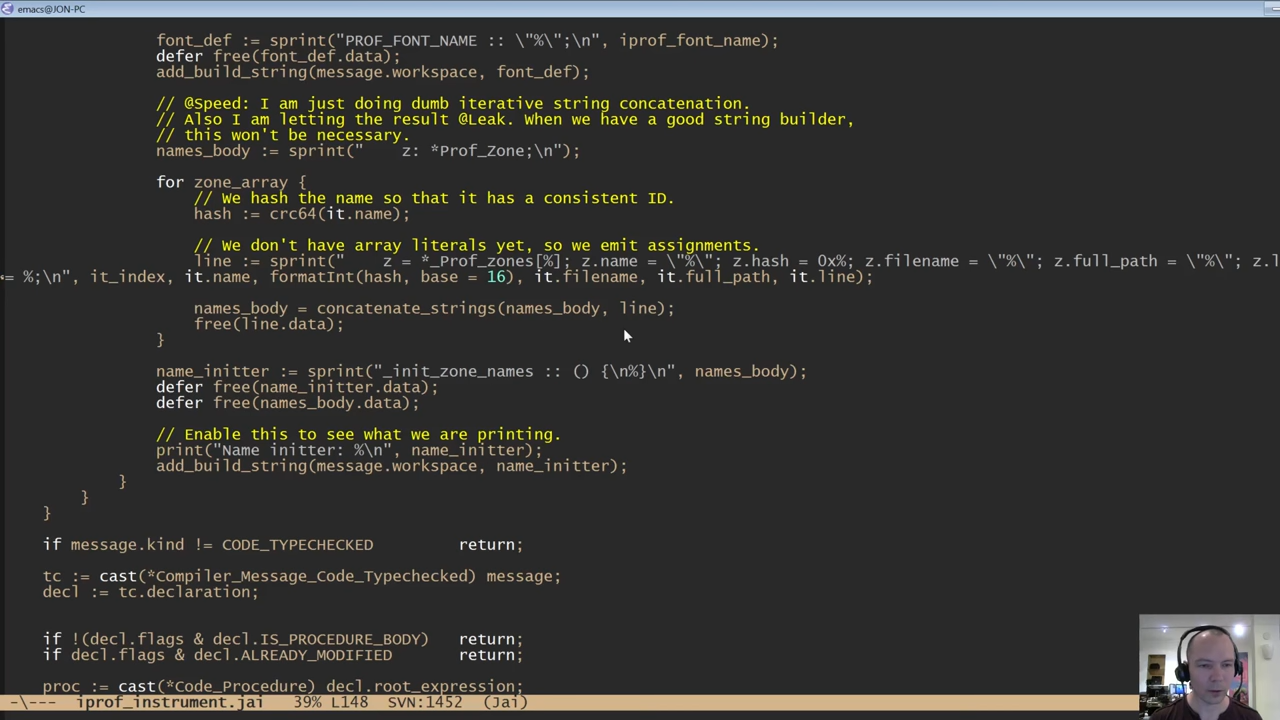 emacs@JON-PC
font_def := sprint("PROF_FONT_NAME :: \"%\";\n", iprof_font_name);
defer free(font_def.data);
add_build_string(message.workspace, font_def);
// @Speed: I am just doing dumb iterative string concatenation.
// Also I am letting the result @Leak. When we have a good string builder,
// this won't be necessary.
names_body := sprint("    z: *Prof_Zone;\n");
for zone_array {
// We hash the name so that it has a consistent ID.
hash := crc64(it.name);
// We don't have array literals yet, so we emit assignments.
line := sprint("    z = *_Prof_zones[%]; z.name = \"%\"; z.hash = 0x%; z.filename = \"%\"; z.full_path = \"%\"; z.l
= %;\n", it_index, it.name, formatInt(hash, base = 16), it.filename, it.full_path, it.line);
names_body = concatenate_strings(names_body, line);
free(line.data);
}
name_initter := sprint("_init_zone_names :: () {\n%}\n", names_body);
defer free(name_initter.data);
defer free(names_body.data);
// Enable this to see what we are printing.
print("Name initter: %\n", name_initter);
add_build_string(message.workspace, name_initter);
}
}
}
if message.kind != CODE_TYPECHECKED         return;
tc := cast(*Compiler_Message_Code_Typechecked) message;
decl := tc.declaration;
if !(decl.flags & decl.IS_PROCEDURE_BODY)   return;
if decl.flags & decl.ALREADY_MODIFIED       return;
proc := cast(*Code_Procedure) decl.root_expression;
-\---  iprof_instrument.jai   39% L148   SVN:1452  (Jai)